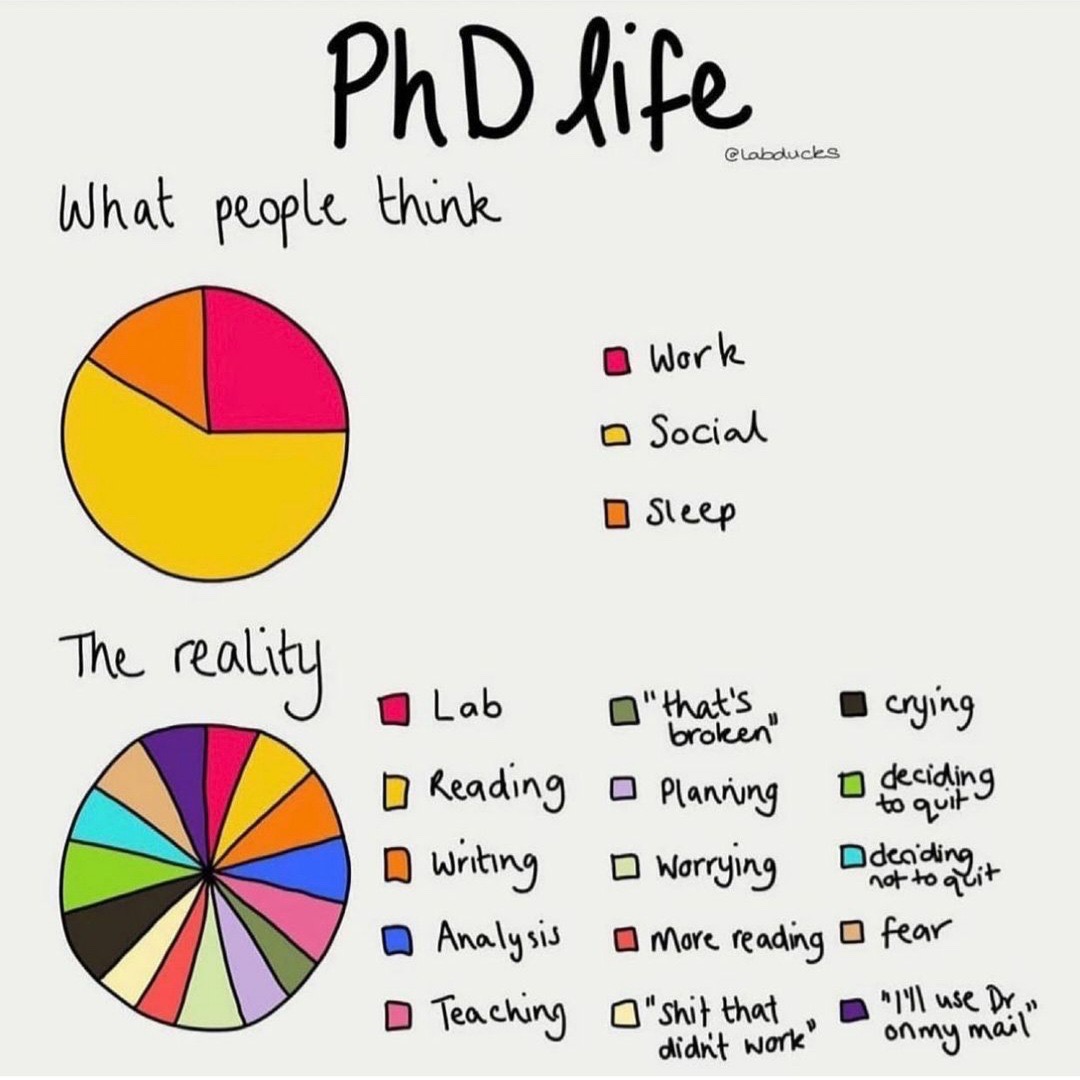 PhD life
@Labducks
What people think
Work
Social
Sleep
The reality
Lab
Reading
Writing
Analysis
Teaching
"that's
broken"
Planning
Worrying
More reading
"shit that
didn't work"
crying
deciding
to quit
deciding
not to quit
fear
"I'll use Dr
on my mail"